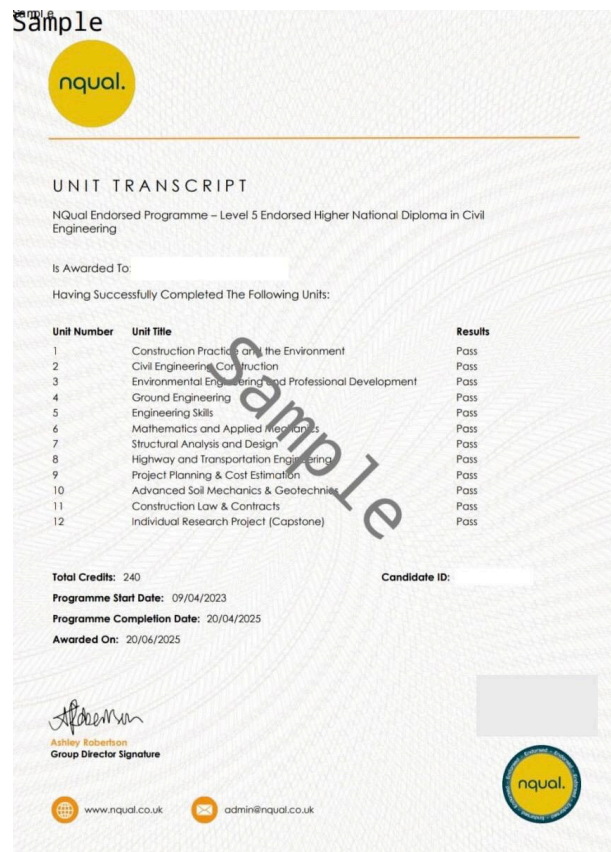 Sample
Sample
nqual.
UNIT TRANSCRIPT
NQual Endorsed Programme – Level 5 Endorsed Higher National Diploma in Civil
Engineering
Is Awarded To:
Having Successfully Completed The Following Units:
Unit Number Unit Title Results
1 Construction Practice and the Environment Pass
2 Civil Engineering Construction Pass
3 Environmental Engineering and Professional Development Pass
4 Ground Engineering Pass
5 Engineering Skills Pass
6 Mathematics and Applied Mechanics Pass
7 Structural Analysis and Design Pass
8 Highway and Transportation Engineering Pass
9 Project Planning & Cost Estimation Pass
10 Advanced Soil Mechanics & Geotechnics Pass
11 Construction Law & Contracts Pass
12 Individual Research Project (Capstone) Pass
Sample
Total Credits: 240 Candidate ID:
Programme Start Date: 09/04/2023
Programme Completion Date: 20/04/2025
Awarded On: 20/06/2025
Ashley Robertson
Group Director Signature
www.nqual.co.uk admin@nqual.co.uk
nqual.
Endorsed - Endorsed - Endorsed - Endorsed